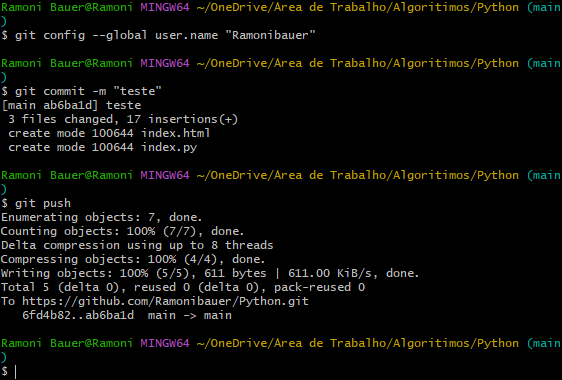 Ramoni Bauer@Ramoni MINGW64 ~/OneDrive/Área de Trabalho/Algoritimos/Python (main
)
$ git config --global user.name "Ramonibauer"
Ramoni Bauer@Ramoni MINGW64 ~/OneDrive/Área de Trabalho/Algoritimos/Python (main
)
$ git commit -m "teste"
[main ab6ba1d] teste
 3 files changed, 17 insertions(+)
 create mode 100644 index.html
 create mode 100644 index.py
Ramoni Bauer@Ramoni MINGW64 ~/OneDrive/Área de Trabalho/Algoritimos/Python (main
)
$ git push
Enumerating objects: 7, done.
Counting objects: 100% (7/7), done.
Delta compression using up to 8 threads
Compressing objects: 100% (4/4), done.
Writing objects: 100% (5/5), 611 bytes | 611.00 KiB/s, done.
Total 5 (delta 0), reused 0 (delta 0), pack-reused 0
To https://github.com/Ramonibauer/Python.git
   6fd4b82..ab6ba1d  main -> main
Ramoni Bauer@Ramoni MINGW64 ~/OneDrive/Área de Trabalho/Algoritimos/Python (main
)
$